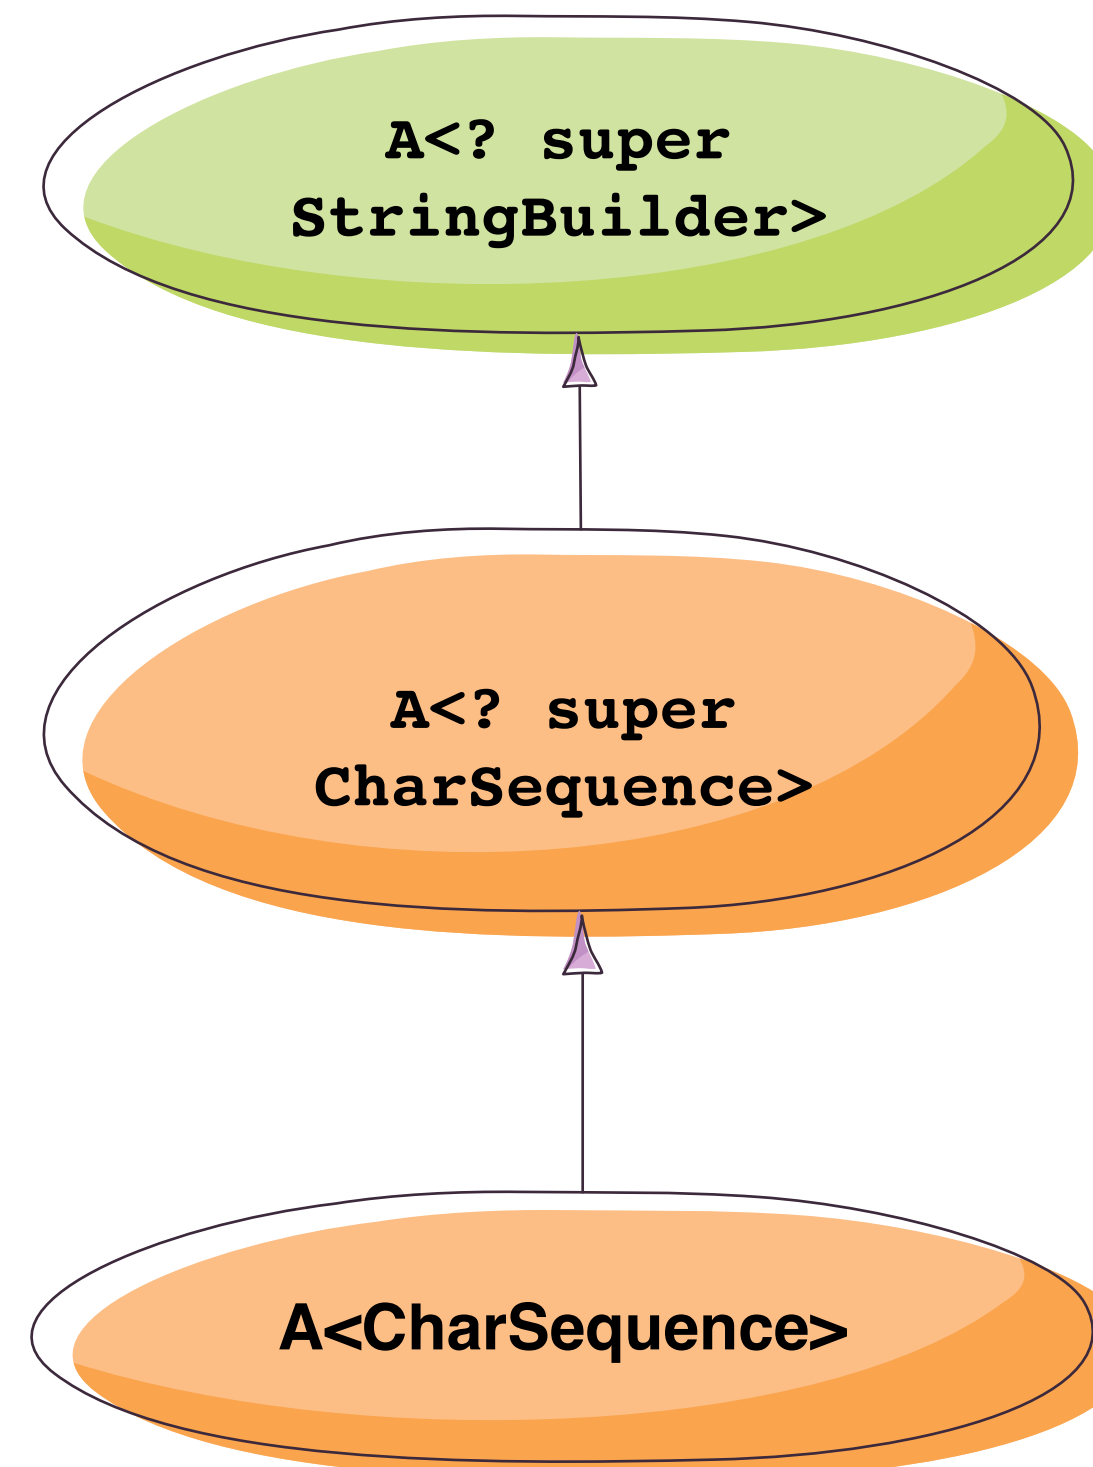 A<? super
StringBuilder>
A<? super
CharSequence>
A<CharSequence>